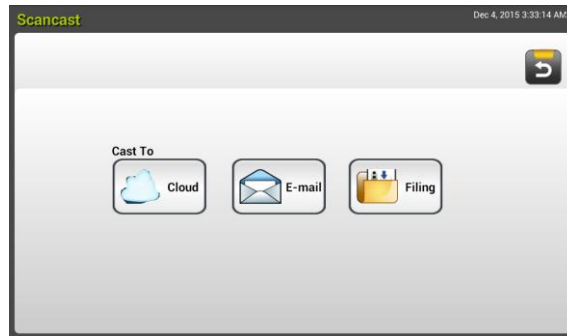 Scancast
Dec 4, 2015 3:33:14 AM
Cast To
Cloud
E-mail
Filing